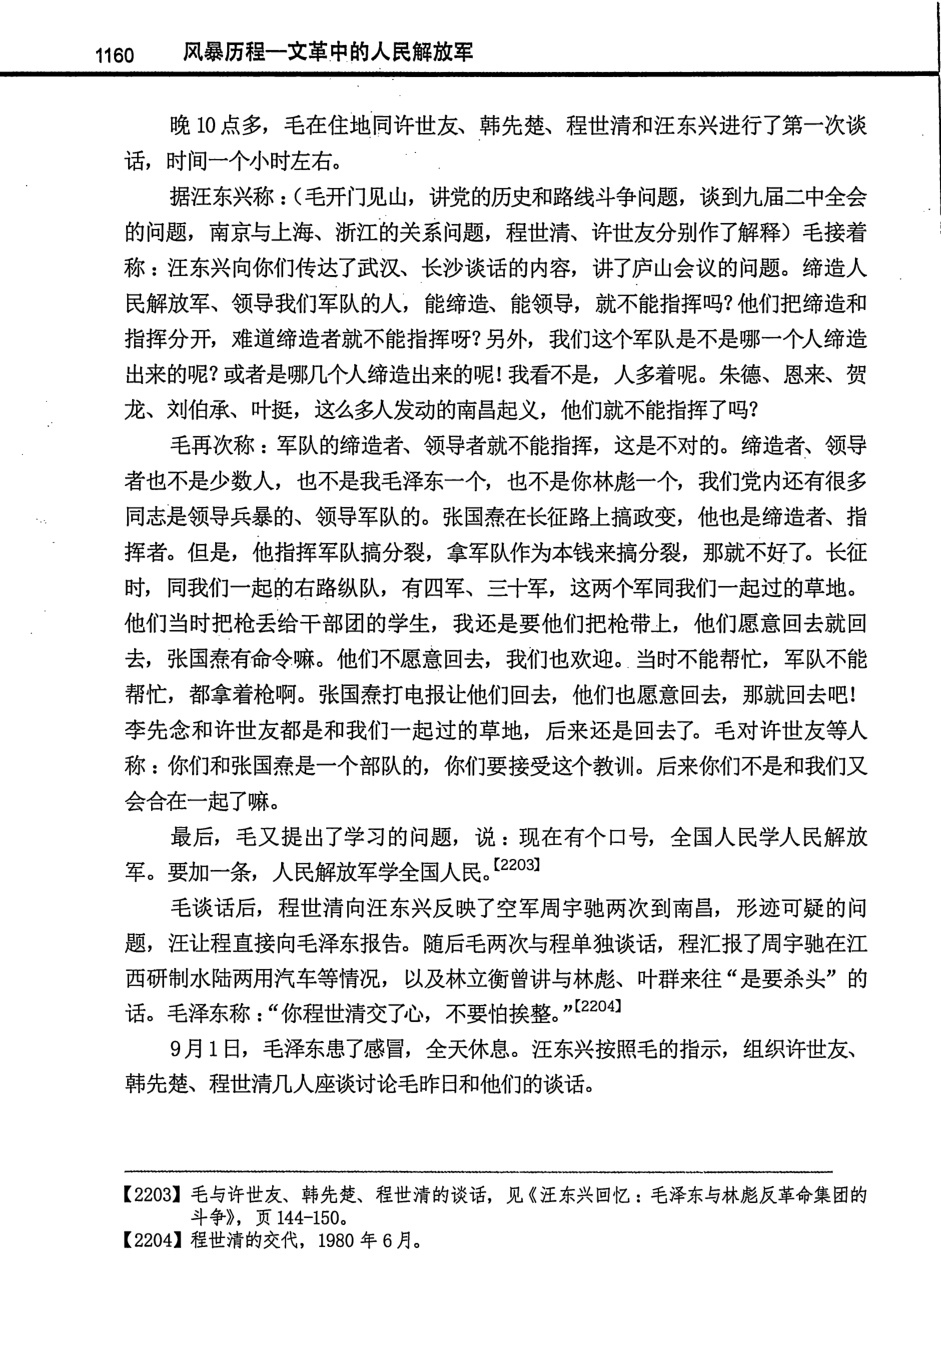 1160 风暴历程—文革中的人民解放军
晚 10 点多，毛在住地同许世友、韩先楚、程世清和汪东兴进行了第一次谈
话，时间一个小时左右。
据汪东兴称：（毛开门见山，讲党的历史和路线斗争问题，谈到九届二中全会
的问题，南京与上海、浙江的关系问题，程世清、许世友分别作了解释）毛接着
称：汪东兴向你们传达了武汉、长沙谈话的内容，讲了庐山会议的问题。缔造人
民解放军、领导我们军队的人，能缔造、能领导，就不能指挥吗？他们把缔造和
指挥分开，难道缔造者就不能指挥呀？另外，我们这个军队是不是哪一个人缔造
出来的呢？或者是哪几个人缔造出来的呢！我看不是，人多着呢。朱德、恩来、贺
龙、刘伯承、叶挺，这么多人发动的南昌起义，他们就不能指挥了吗？
毛再次称：军队的缔造者、领导者就不能指挥，这是不对的。缔造者、领导
者也不是少数人，也不是我毛泽东一个，也不是你林彪一个，我们党内还有很多
同志是领导兵暴的、领导军队的。张国焘在长征路上搞政变，他也是缔造者、指
挥者。但是，他指挥军队搞分裂，拿军队作为本钱来搞分裂，那就不好了。长征
时，同我们一起的右路纵队，有四军、三十军，这两个军同我们一起过的草地。
他们当时把枪丢给干部团的学生，我还是要他们把枪带上，他们愿意回去就回
去，张国焘有命令嘛。他们不愿意回去，我们也欢迎。当时不能帮忙，军队不能
帮忙，都拿着枪啊。张国焘打电报让他们回去，他们也愿意回去，那就回去吧！
李先念和许世友都是和我们一起过的草地，后来还是回去了。毛对许世友等人
称：你们和张国焘是一个部队的，你们要接受这个教训。后来你们不是和我们又
会合在一起了嘛。
最后，毛又提出了学习的问题，说：现在有个口号，全国人民学人民解放
军。要加一条，人民解放军学全国人民。【2203】
毛谈话后，程世清向汪东兴反映了空军周宇驰两次到南昌，形迹可疑的问
题，汪让程直接向毛泽东报告。随后毛两次与程单独谈话，程汇报了周宇驰在江
西研制水陆两用汽车等情况，以及林立衡曾讲与林彪、叶群来往“是要杀头”的
话。毛泽东称：“你程世清交了心，不要怕挨整。”【2204】
9 月 1 日，毛泽东患了感冒，全天休息。汪东兴按照毛的指示，组织许世友、
韩先楚、程世清几人座谈讨论毛昨日和他们的谈话。
【2203】毛与许世友、韩先楚、程世清的谈话，见《汪东兴回忆：毛泽东与林彪反革命集团的
斗争》，页 144-150。
【2204】程世清的交代，1980 年 6 月。